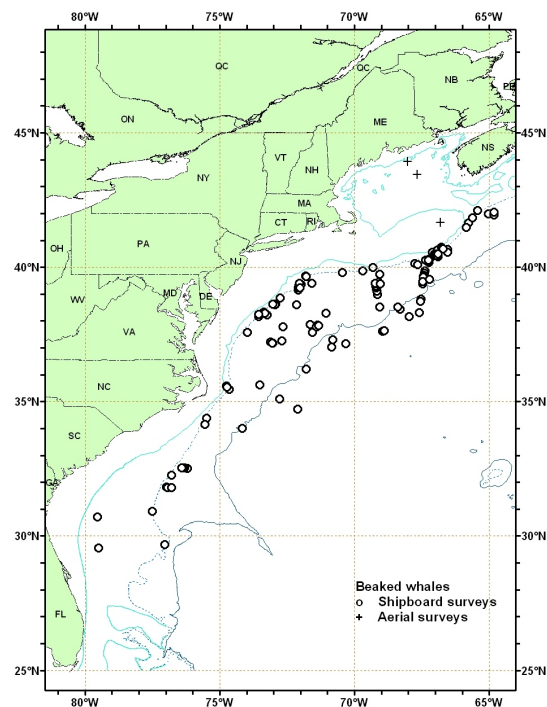 80°W 75°W 70°W 65°W
QC QC NB PE
ON ME
45°N 45°N
NS
VT NH
NY
MA
CT RI
OH PA
NJ
40°N 40°N
WV MD DE
VA
35°N NC 35°N
SC
GA
30°N 30°N
Beaked whales
Shipboard surveys
Aerial surveys
FL
25°N 25°N
80°W 75°W 70°W 65°W